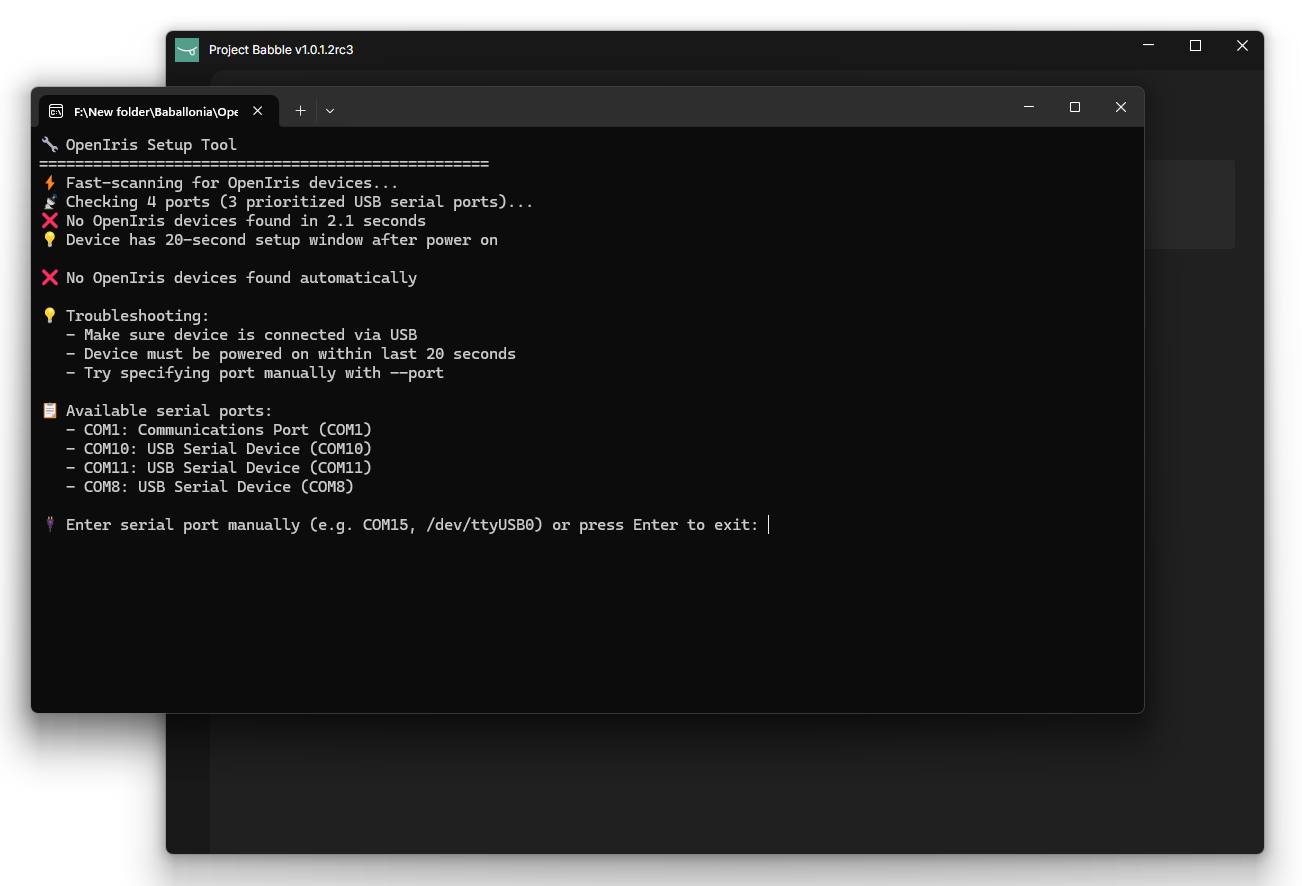 Project Babble v1.0.1.2rc3
F:\New folder\Baballonia\Ope
🔧 OpenIris Setup Tool
==================================================
⚡ Fast-scanning for OpenIris devices...
📡 Checking 4 ports (3 prioritized USB serial ports)...
❌ No OpenIris devices found in 2.1 seconds
💡 Device has 20-second setup window after power on
❌ No OpenIris devices found automatically
💡 Troubleshooting:
- Make sure device is connected via USB
- Device must be powered on within last 20 seconds
- Try specifying port manually with --port
📋 Available serial ports:
- COM1: Communications Port (COM1)
- COM10: USB Serial Device (COM10)
- COM11: USB Serial Device (COM11)
- COM8: USB Serial Device (COM8)
🔌 Enter serial port manually (e.g. COM15, /dev/ttyUSB0) or press Enter to exit: